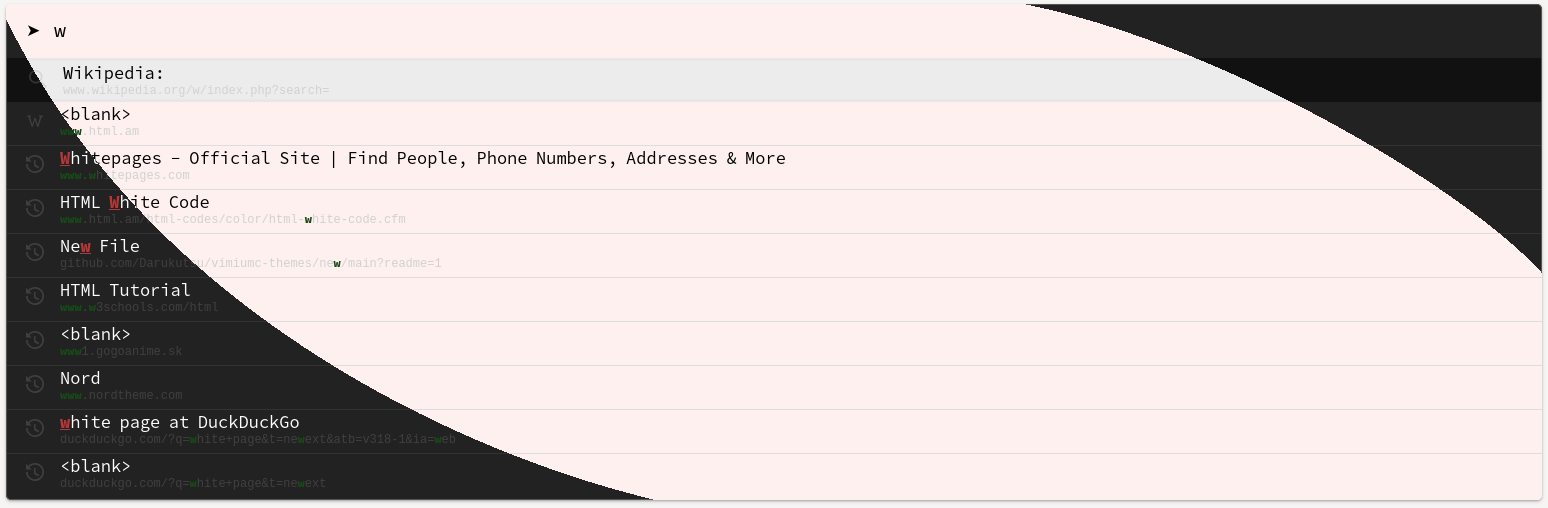 ➤ w
Wikipedia:
www.wikipedia.org/w/index.php?search=
W
<blank>
www.html.am
Whitepages - Official Site | Find People, Phone Numbers, Addresses & More
www.whitepages.com
HTML White Code
www.html.am/html-codes/color/html-white-code.cfm
New File
github.com/Darukutsu/vimiumc-themes/new/main?readme=1
HTML Tutorial
www.w3schools.com/html
<blank>
www1.gogoanime.sk
Nord
www.nordtheme.com
white page at DuckDuckGo
duckduckgo.com/?q=white+page&t=newext&atb=v318-1&ia=web
<blank>
duckduckgo.com/?q=white+page&t=newext